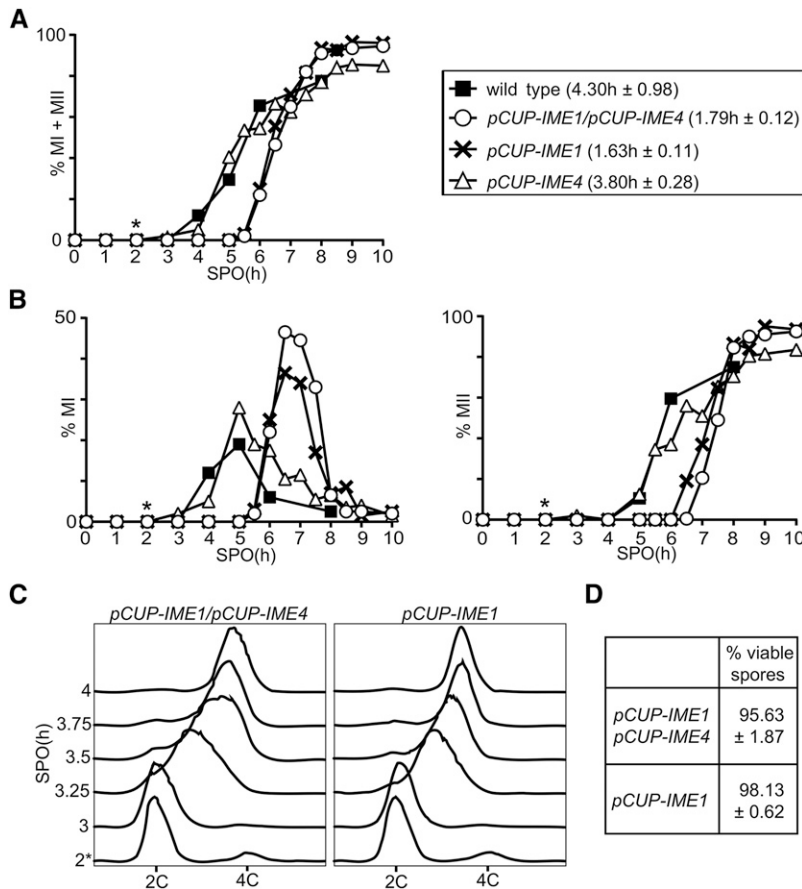 A
100
% MI + MII
0
*
0 1 2 3 4 5 6 7 8 9 10
SPO(h)
wild type (4.30h ± 0.98)
pCUP-IME1/pCUP-IME4 (1.79h ± 0.12)
pCUP-IME1 (1.63h ± 0.11)
pCUP-IME4 (3.80h ± 0.28)
B
50
% MI
0
*
0 1 2 3 4 5 6 7 8 9 10
SPO(h)
100
% MII
0
*
0 1 2 3 4 5 6 7 8 9 10
SPO(h)
C
pCUP-IME1/pCUP-IME4
pCUP-IME1
SPO(h)
4
3.75
3.5
3.25
3
2*
2C 4C
2C 4C
D
% viable
spores
pCUP-IME1
pCUP-IME4
95.63
± 1.87
pCUP-IME1
98.13
± 0.62